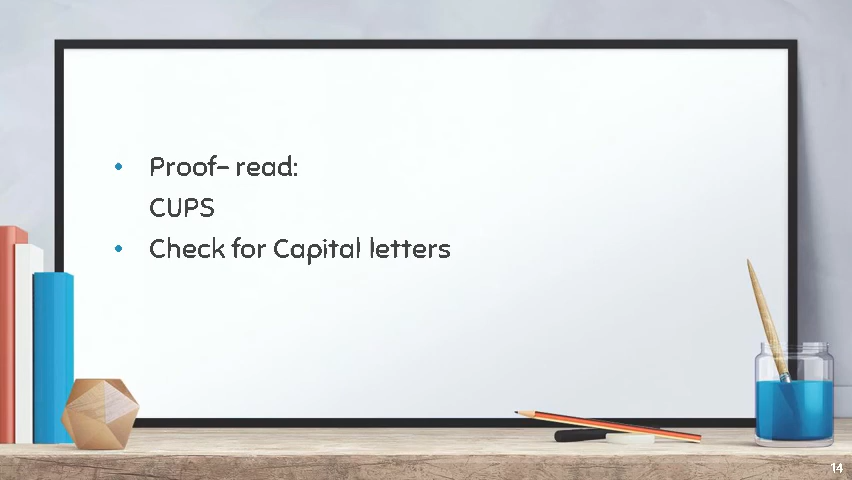 • Proof- read:
CUPS
• Check for Capital letters
14